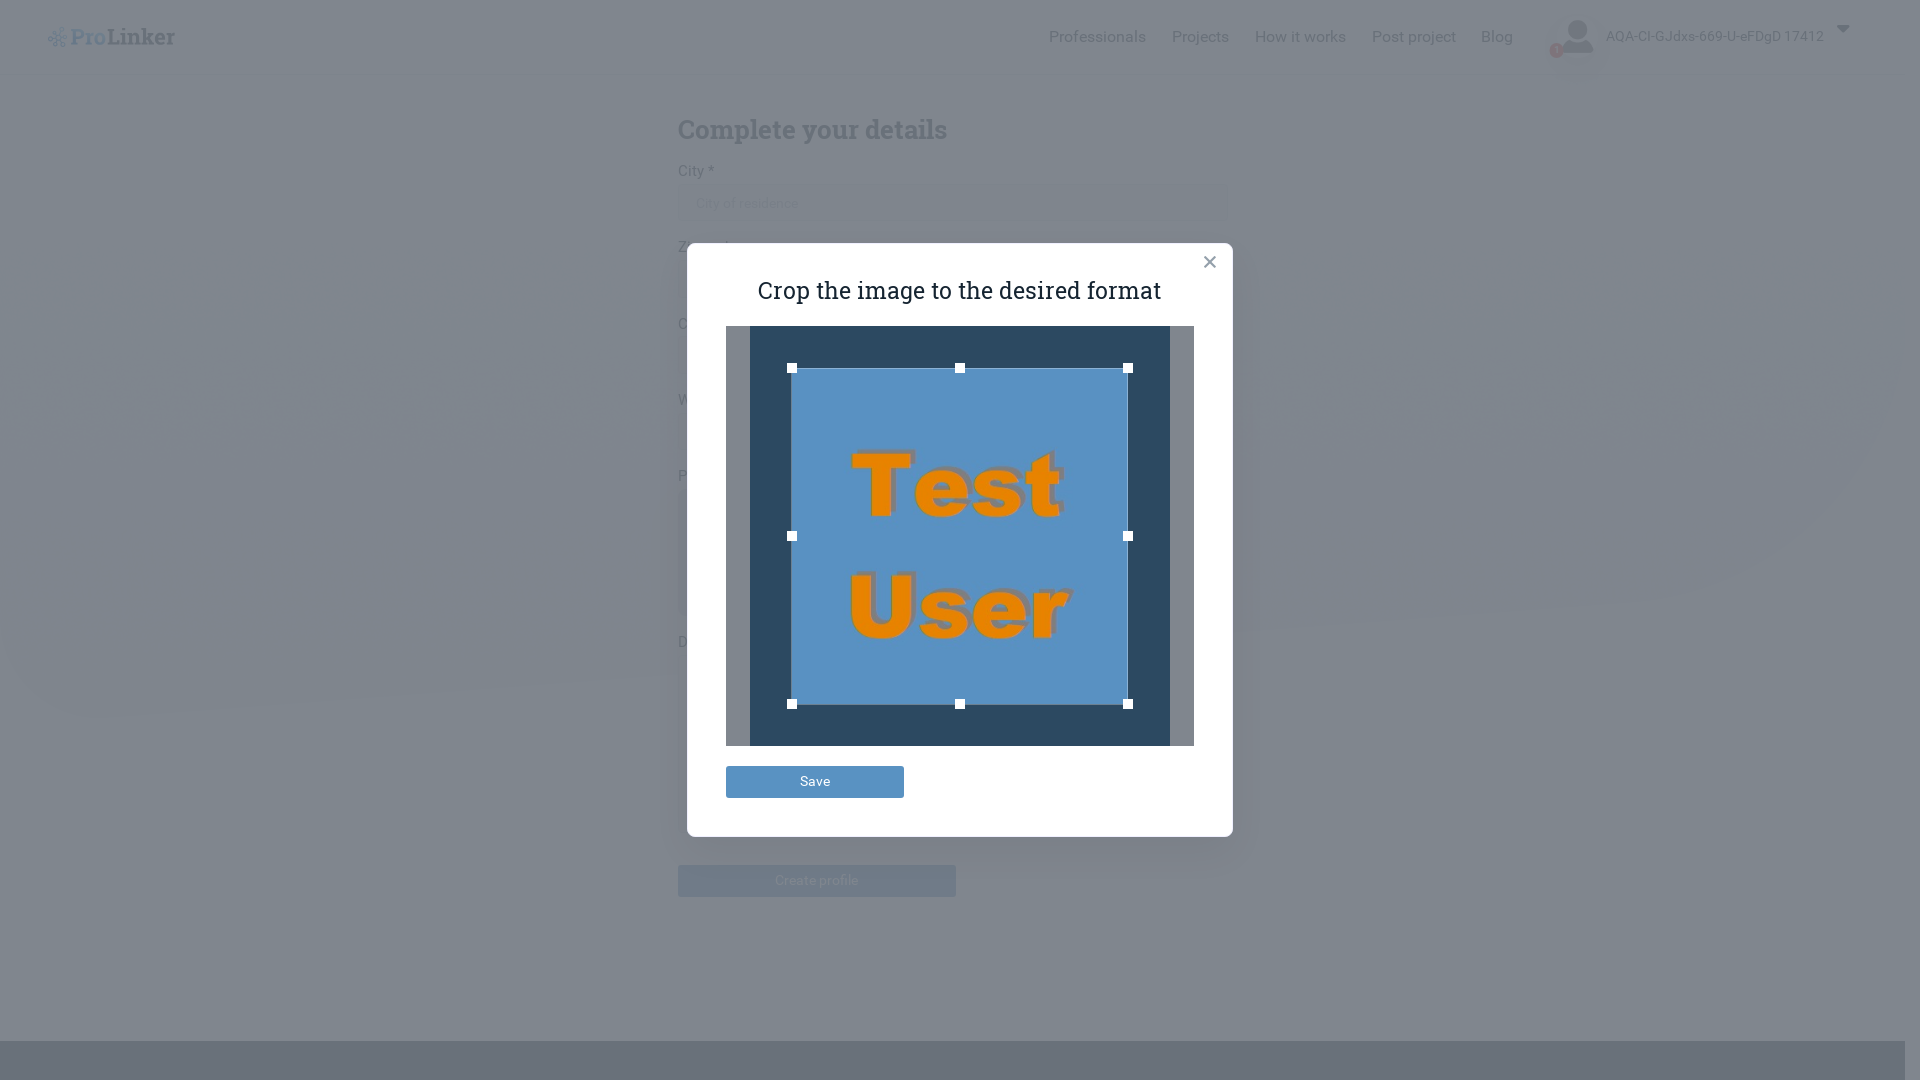 ProLinker
Professionals
Projects
How it works
Post project
Blog
AQA-CI-GJdxs-669-U-eFDgD 17412
Complete your details
City *
City of residence
Crop the image to the desired format
Test
User
Save
Create profile